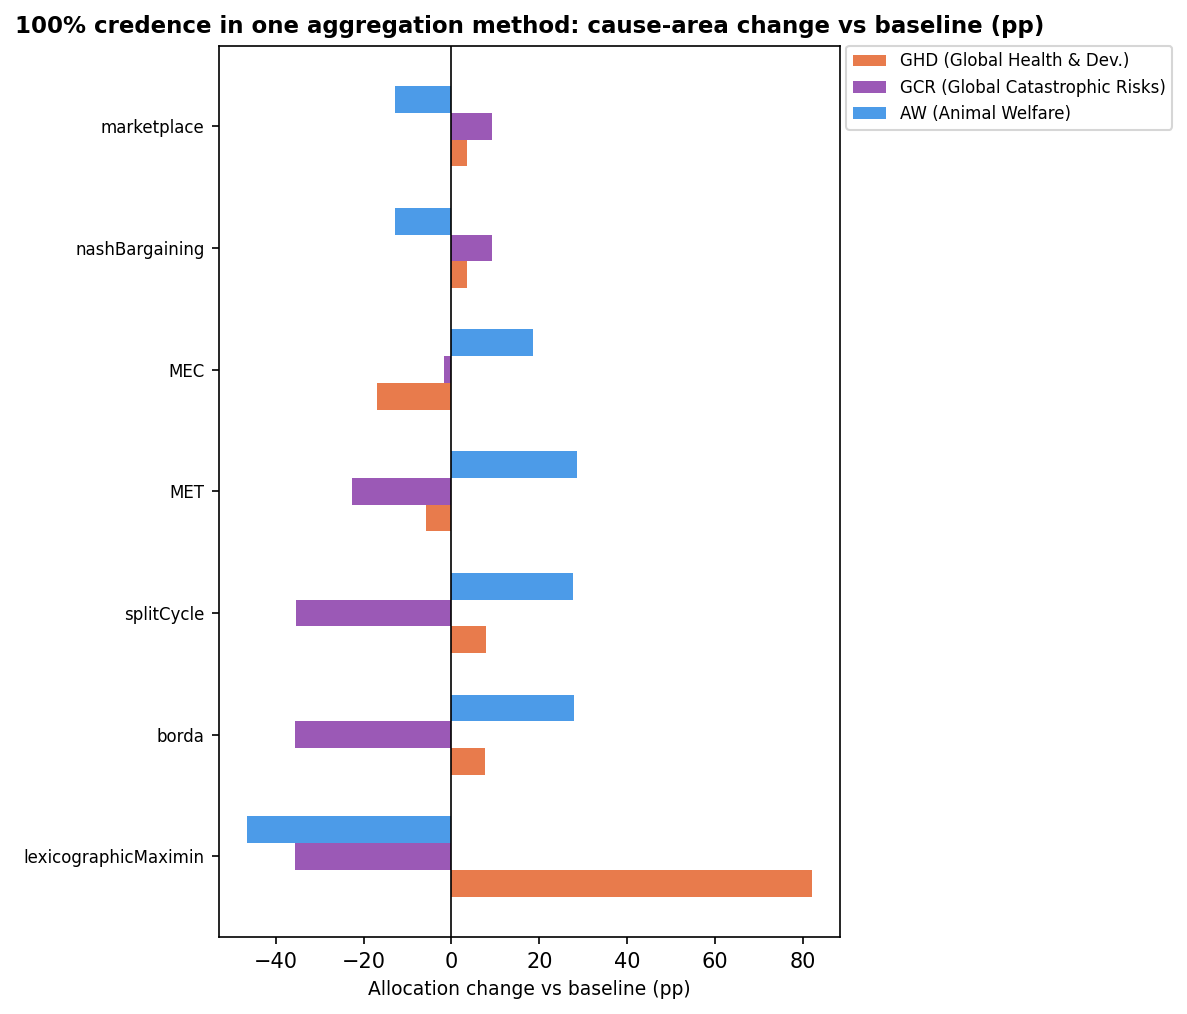 100% credence in one aggregation method: cause-area change vs baseline (pp)
GHD (Global Health & Dev.)
GCR (Global Catastrophic Risks)
AW (Animal Welfare)
marketplace
nashBargaining
MEC
MET
splitCycle
borda
lexicographicMaximin
−40 −20 0 20 40 60 80
Allocation change vs baseline (pp)